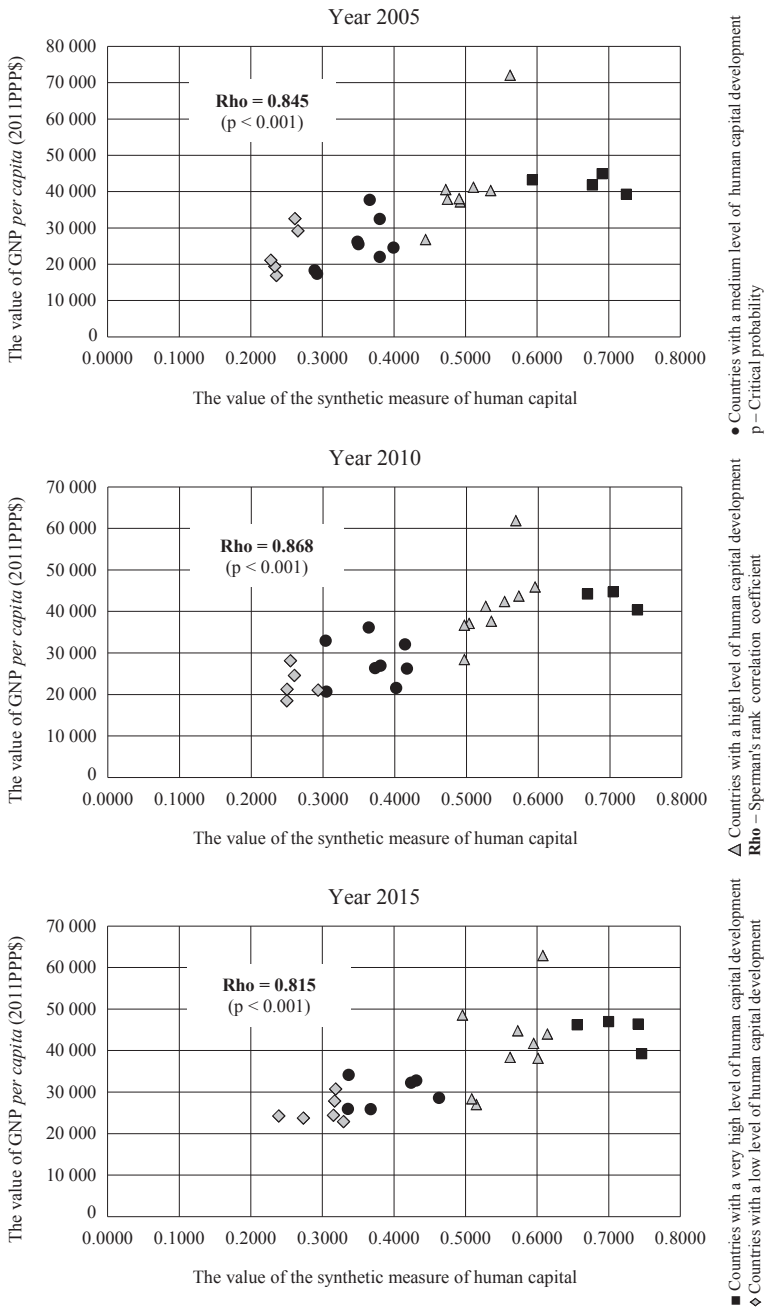 Year 2005
The value of GNP per capita (2011PPP$)
80 000
70 000
60 000
50 000
40 000
30 000
20 000
10 000
0
Rho = 0.845
(p < 0.001)
0.0000 0.1000 0.2000 0.3000 0.4000 0.5000 0.6000 0.7000 0.8000
The value of the synthetic measure of human capital
Year 2010
The value of GNP per capita (2011PPP$)
70 000
60 000
50 000
40 000
30 000
20 000
10 000
0
Rho = 0.868
(p < 0.001)
0.0000 0.1000 0.2000 0.3000 0.4000 0.5000 0.6000 0.7000 0.8000
The value of the synthetic measure of human capital
Year 2015
The value of GNP per capita (2011PPP$)
70 000
60 000
50 000
40 000
30 000
20 000
10 000
0
Rho = 0.815
(p < 0.001)
0.0000 0.1000 0.2000 0.3000 0.4000 0.5000 0.6000 0.7000 0.8000
The value of the synthetic measure of human capital
■ Countries with a very high level of human capital development △ Countries with a high level of human capital development ● Countries with a medium level of human capital development
◇ Countries with a low level of human capital development Rho – Sperman's rank correlation coefficient p – Critical probability